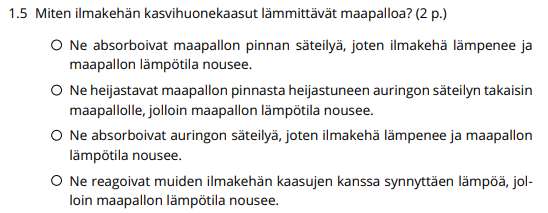 1.5 Miten ilmakehän kasvihuonekaasut lämmittävät maapalloa? (2 p.)
Ne absorboivat maapallon pinnan säteilyä, joten ilmakehä lämpenee ja
maapallon lämpötila nousee.
Ne heijastavat maapallon pinnasta heijastuneen auringon säteilyn takaisin
maapallolle, jolloin maapallon lämpötila nousee.
Ne absorboivat auringon säteilyä, joten ilmakehä lämpenee ja maapallon
lämpötila nousee.
Ne reagoivat muiden ilmakehän kaasujen kanssa synnyttäen lämpöä, jol-
loin maapallon lämpötila nousee.